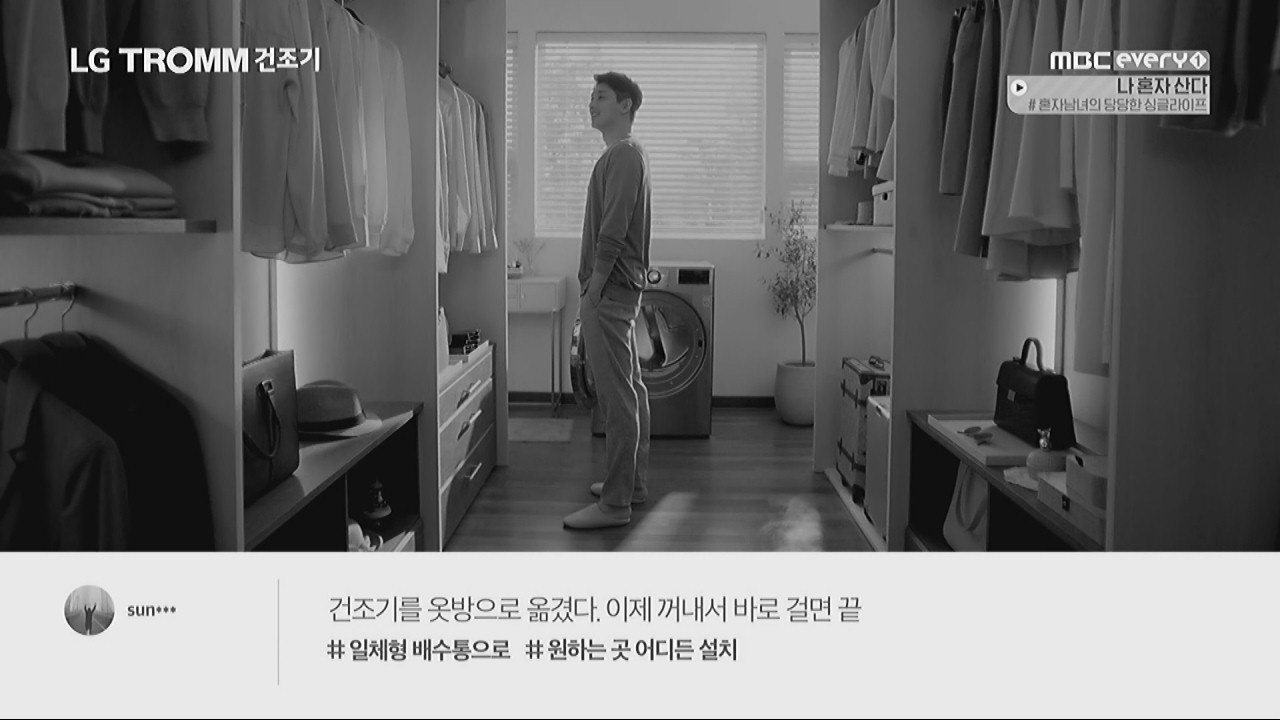 LG TROMM 건조기
MBC every1
나 혼자 산다
# 혼자남녀의 당당한 싱글라이프
sun***
건조기를 옷방으로 옮겼다. 이제 꺼내서 바로 걸면 끝
# 일체형 배수통으로 # 원하는 곳 어디든 설치